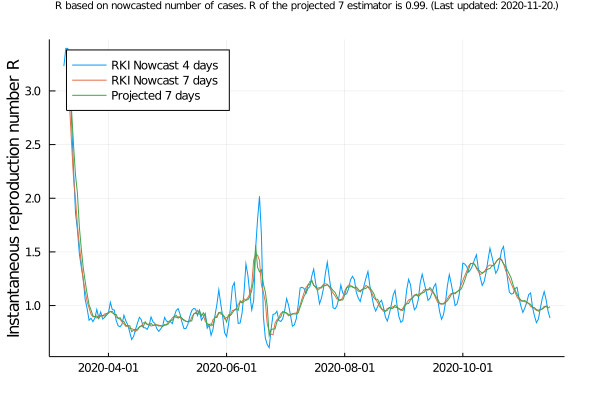 R based on nowcasted number of cases. R of the projected 7 estimator is 0.99. (Last updated: 2020-11-20.)
Instantaneous reproduction number R
RKI Nowcast 4 days
RKI Nowcast 7 days
Projected 7 days
3.0
2.5
2.0
1.5
1.0
2020-04-01
2020-06-01
2020-08-01
2020-10-01